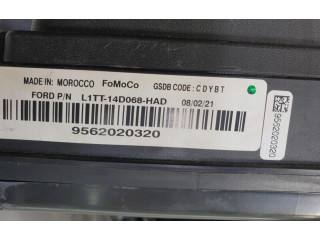 MADE IN: MOROCCO FoMoCo GSDB CODE: CDYBT
FORD P/N L1TT-14D068-HAD 08/02/21
9562020320
9562020320